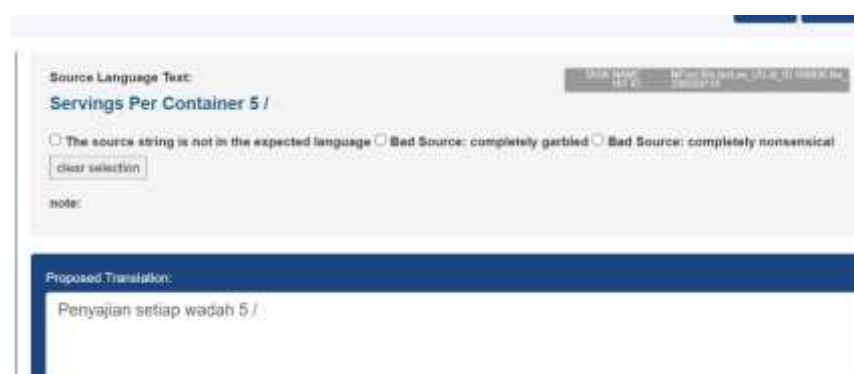 Source Language Text:
Servings Per Container 5 /
The source string is not in the expected language Bad Source: completely garbled Bad Source: completely nonsensical
clear selection
note:
Proposed Translation:
Penyajian setiap wadah 5 /